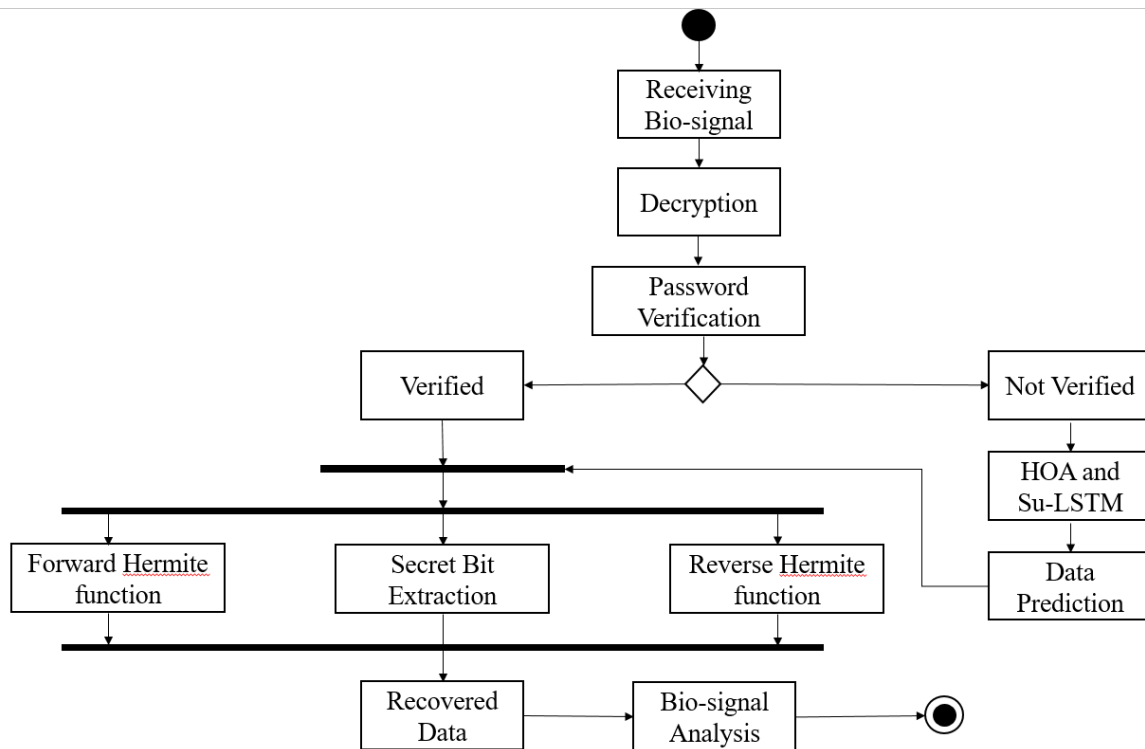 Receiving
Bio-signal
Decryption
Password
Verification
Verified
Not Verified
HOA and
Su-LSTM
Forward Hermite
function
Secret Bit
Extraction
Reverse Hermite
function
Data
Prediction
Recovered
Data
Bio-signal
Analysis